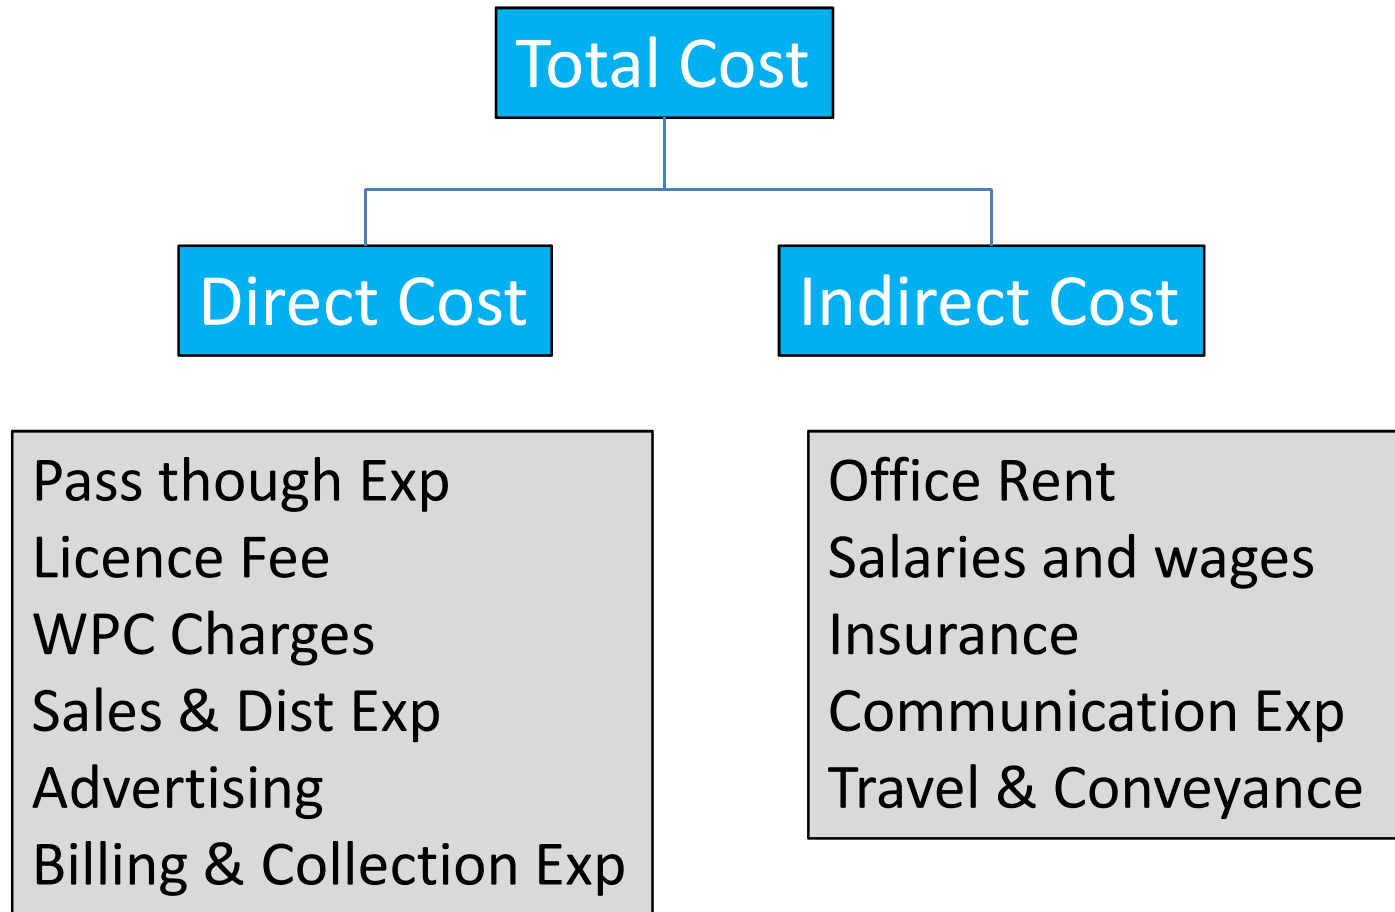 Total Cost
Direct Cost
Indirect Cost
Pass though Exp
Licence Fee
WPC Charges
Sales & Dist Exp
Advertising
Billing & Collection Exp
Office Rent
Salaries and wages
Insurance
Communication Exp
Travel & Conveyance